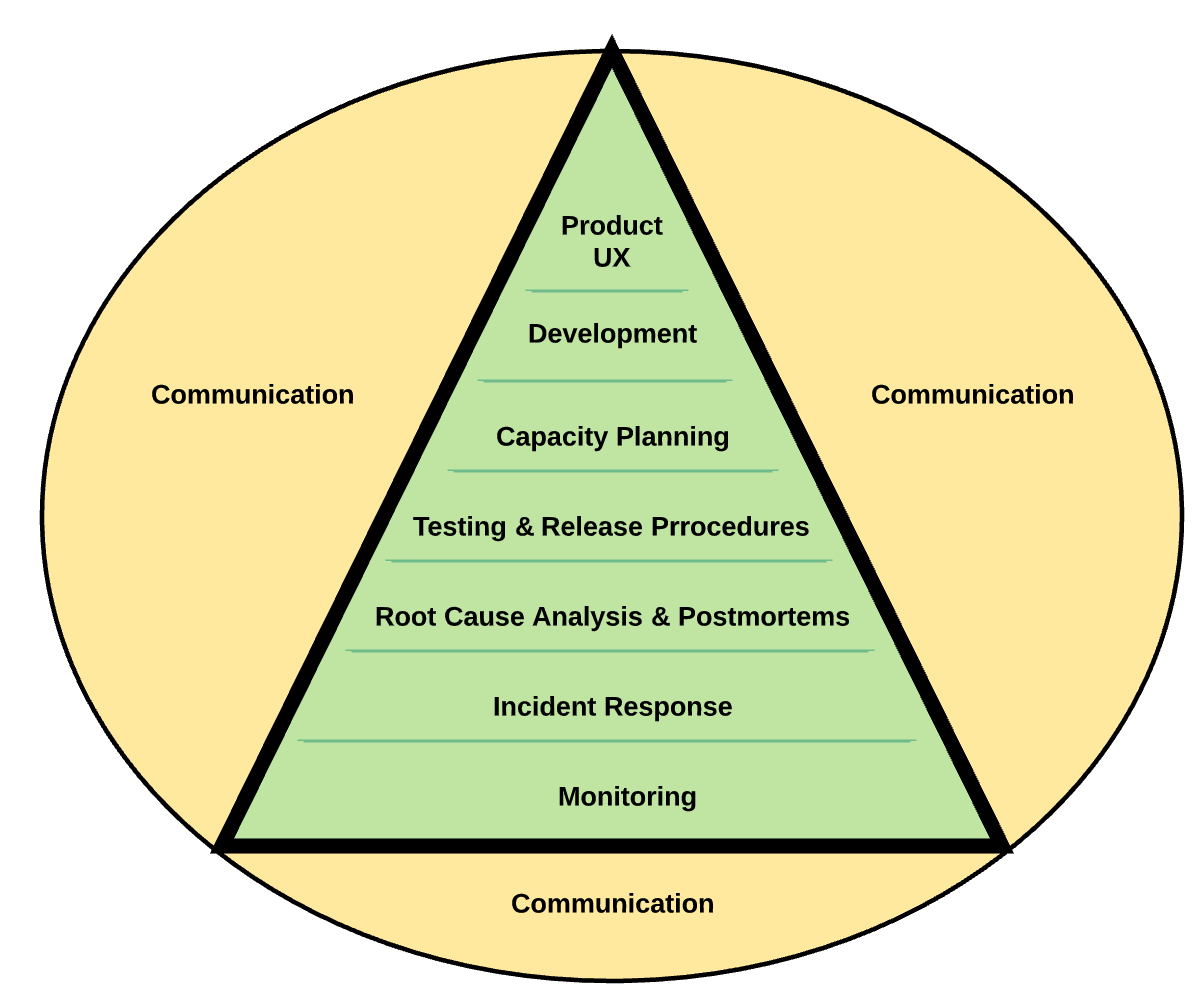 Product
UX
Development
Communication
Communication
Capacity Planning
Testing & Release Prrocedures
Root Cause Analysis & Postmortems
Incident Response
Monitoring
Communication